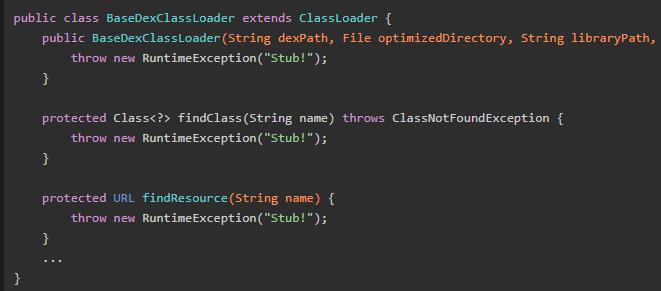 public class BaseDexClassLoader extends ClassLoader {
    public BaseDexClassLoader(String dexPath, File optimizedDirectory, String libraryPath,
        throw new RuntimeException("Stub!");
    }

    protected Class<?> findClass(String name) throws ClassNotFoundException {
        throw new RuntimeException("Stub!");
    }

    protected URL findResource(String name) {
        throw new RuntimeException("Stub!");
    }
    ...
}